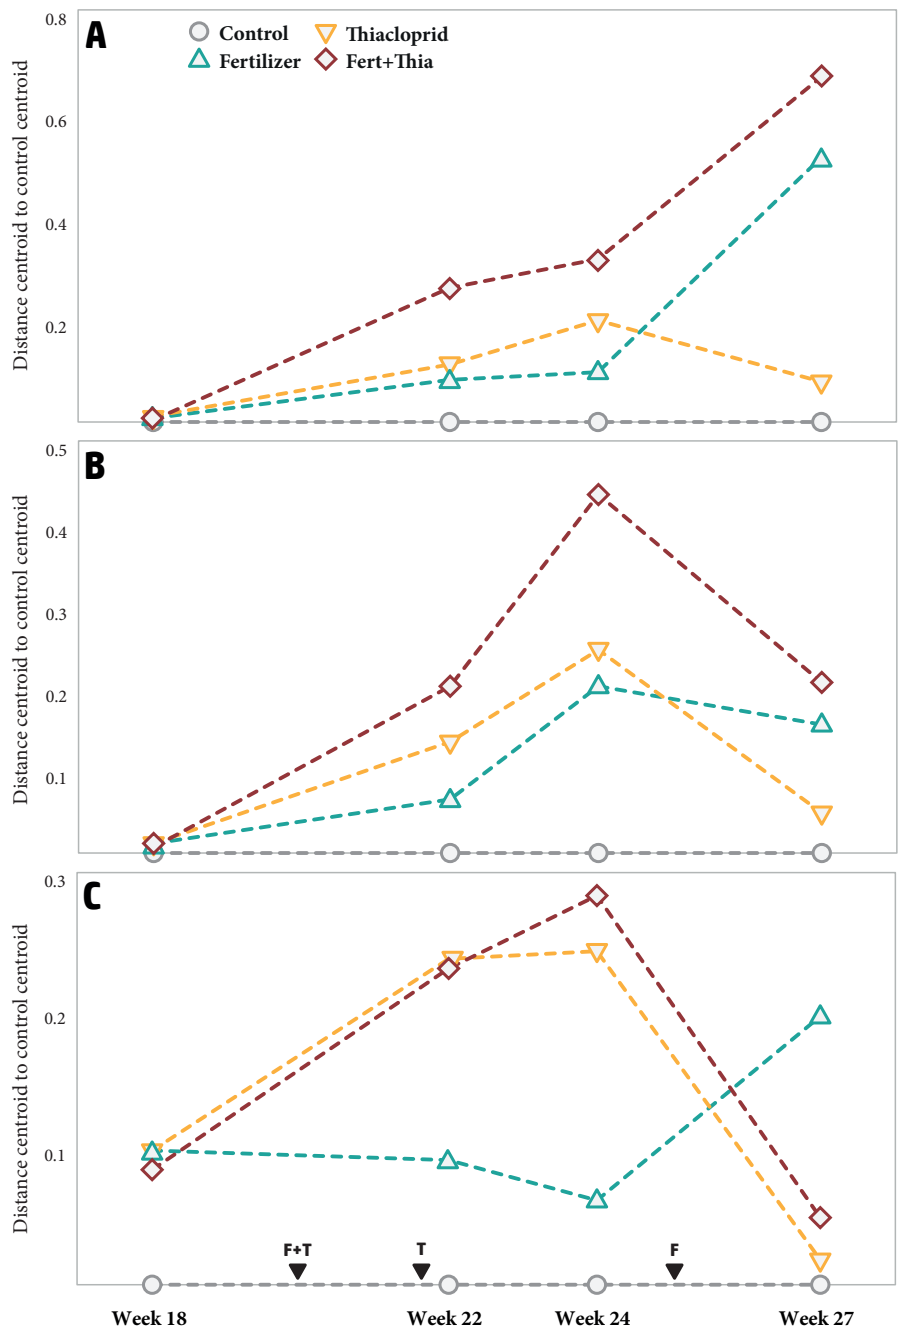 A
Control
Thiacloprid
Fertilizer
Fert+Thia
Distance centroid to control centroid
0.8
0.6
0.4
0.2
B
Distance centroid to control centroid
0.5
0.4
0.3
0.2
0.1
C
Distance centroid to control centroid
0.3
0.2
0.1
F+T
T
F
Week 18
Week 22
Week 24
Week 27